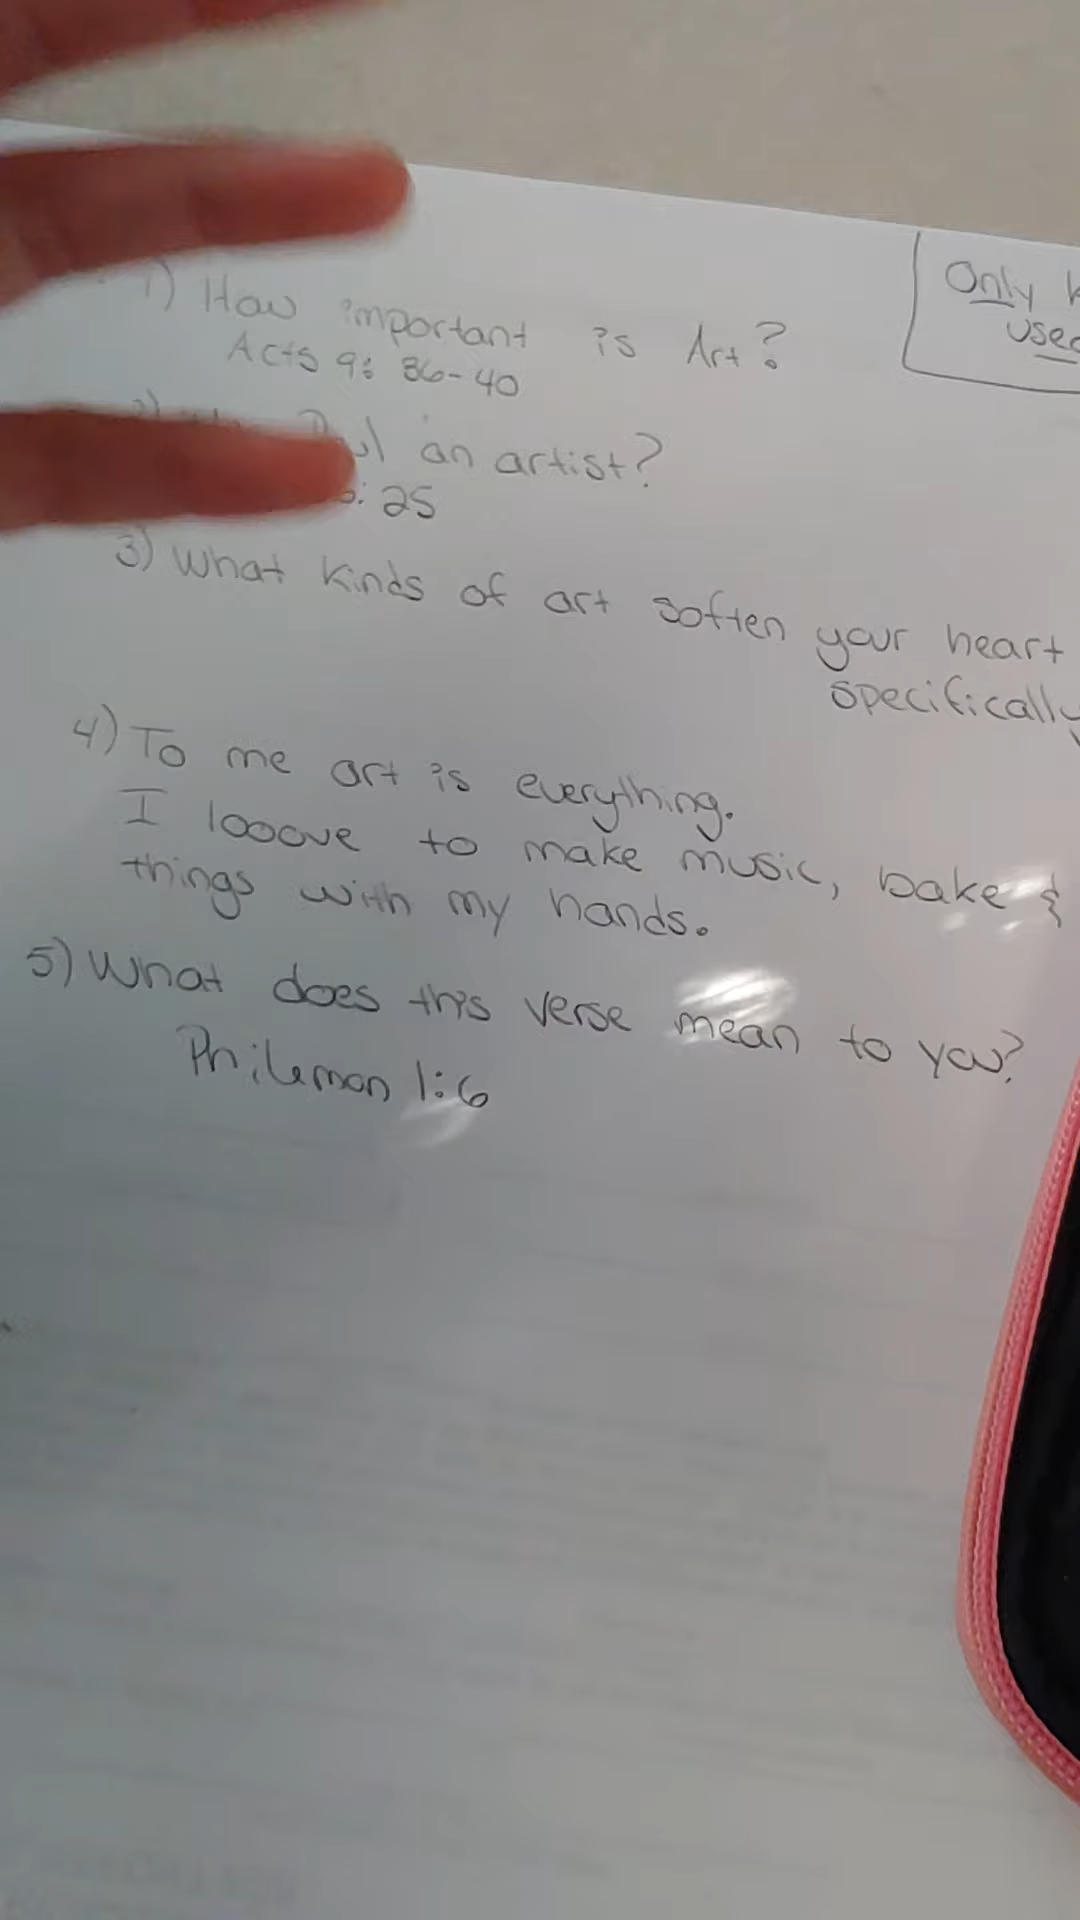 1) How important is Art?
Acts 9: 36-40
Only
used
an artist?
: 25
3) What kinds of art soften your heart
specifically
4) To me art is everything.
I looove to make music, bake &
things with my hands.
5) What does this verse mean to you?
Philemon 1:6